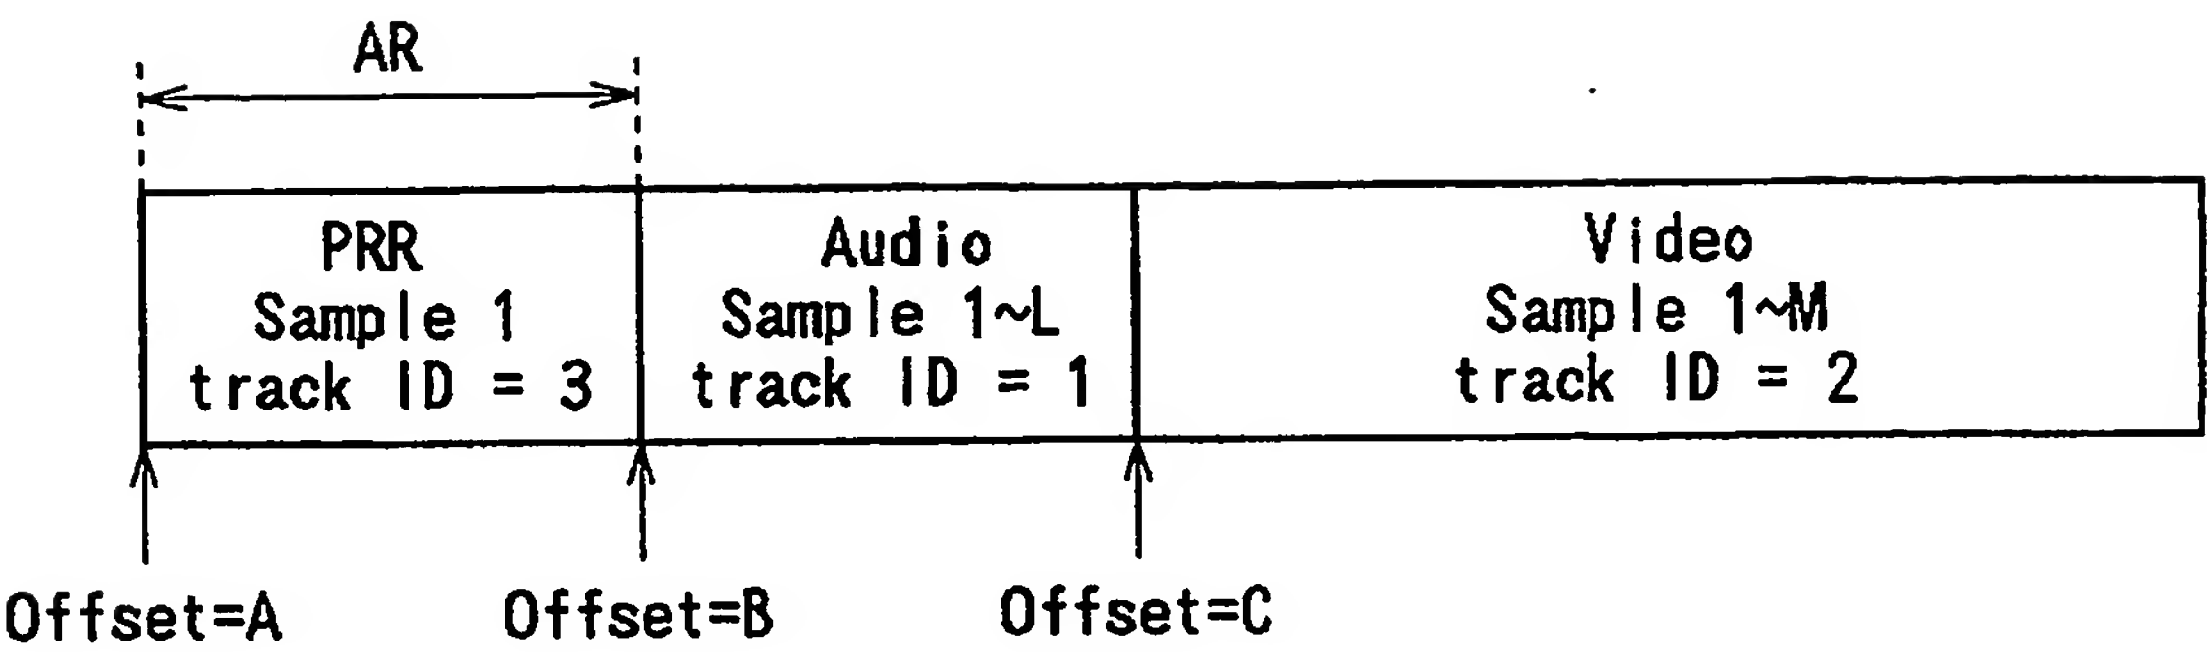 AR
PRR
Sample 1
track ID = 3
Audio
Sample 1~L
track ID = 1
Video
Sample 1~M
track ID = 2
Offset=A
Offset=B
Offset=C